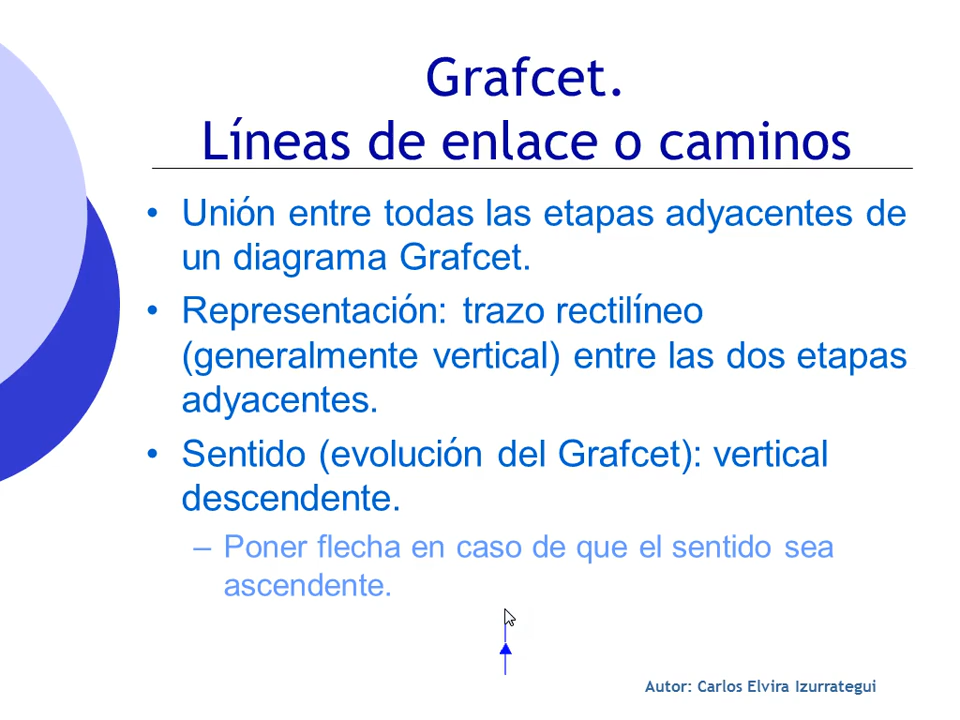 Grafcet.
Líneas de enlace o caminos
• Unión entre todas las etapas adyacentes de
un diagrama Grafcet.
• Representación: trazo rectilíneo
(generalmente vertical) entre las dos etapas
adyacentes.
• Sentido (evolución del Grafcet): vertical
descendente.
– Poner flecha en caso de que el sentido sea
ascendente.
Autor: Carlos Elvira Izurrategui